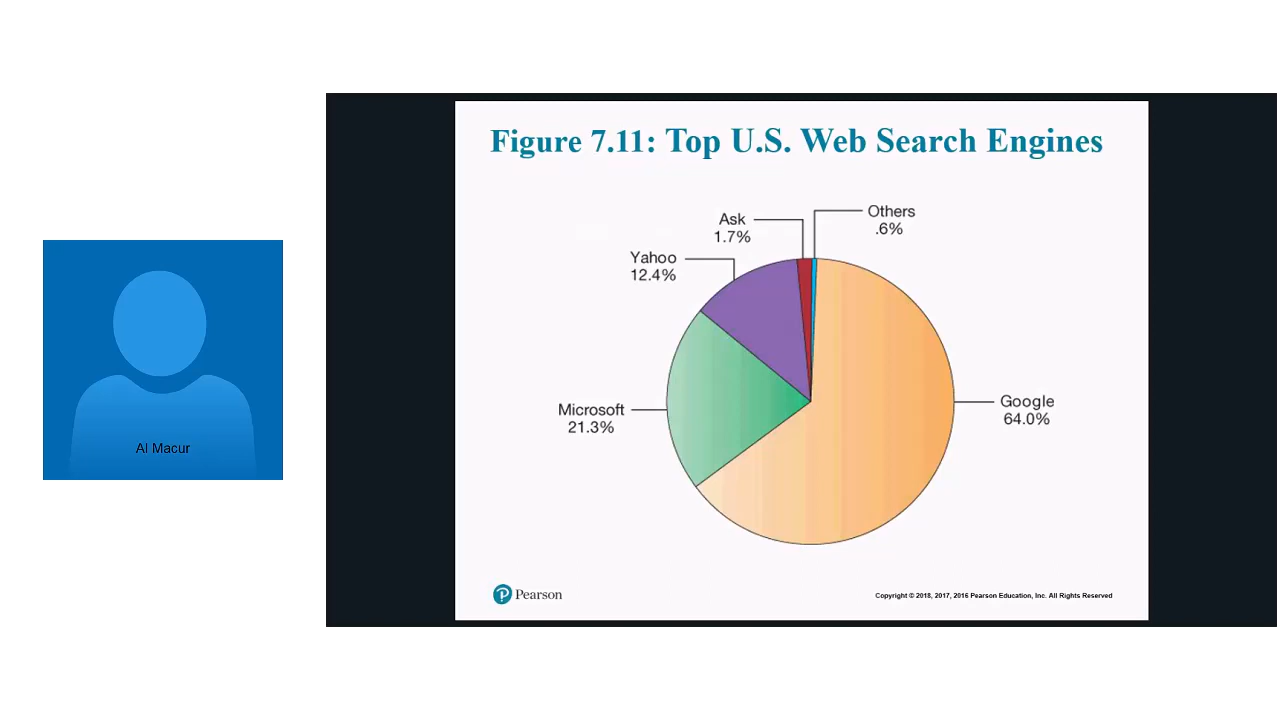 Figure 7.11: Top U.S. Web Search Engines
Ask
1.7%
Others
.6%
Yahoo
12.4%
Microsoft
21.3%
Google
64.0%
Al Macur
Pearson
Copyright © 2018, 2017, 2016 Pearson Education, Inc. All Rights Reserved